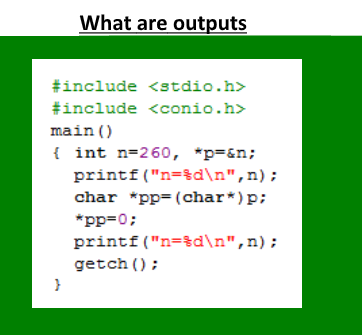 What are outputs
#include <stdio.h>
#include <conio.h>
main()
{ int n=260, *p=&n;
printf("n=%d\n",n);
char *pp=(char*)p;
*pp=0;
printf("n=%d\n",n);
getch();
}